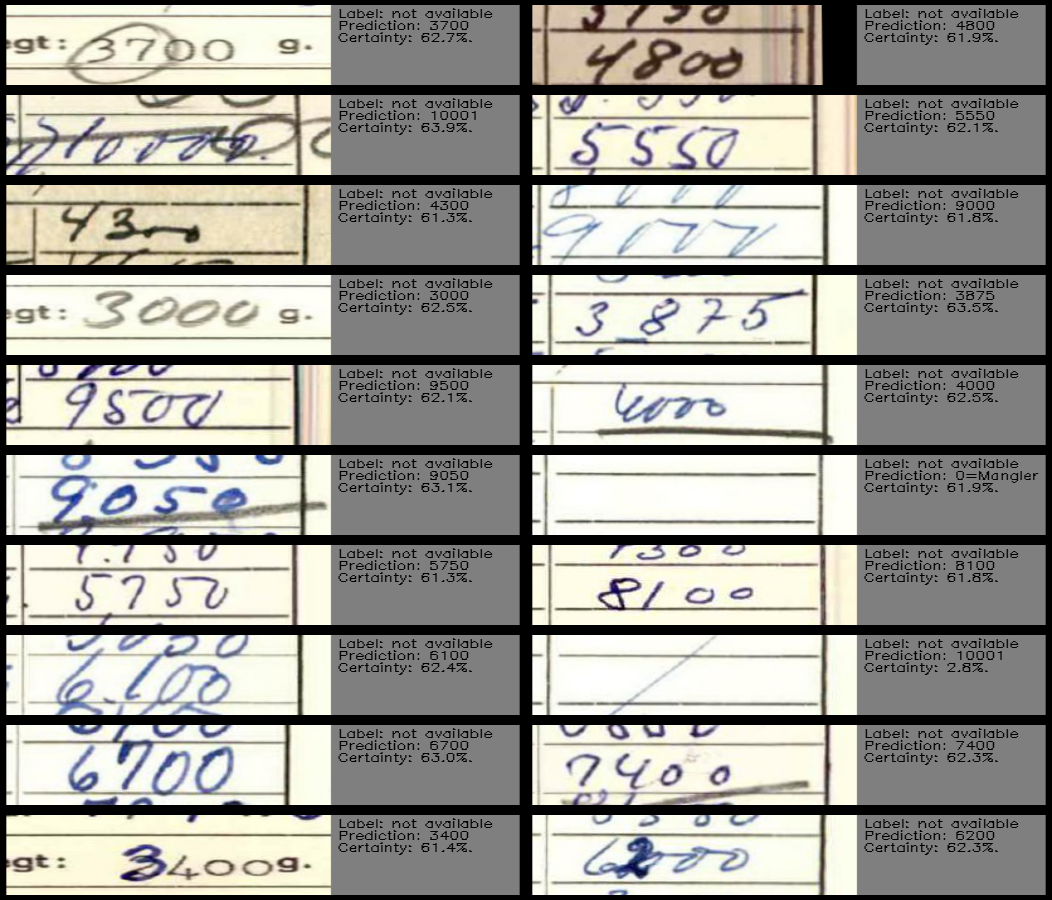 egt: 3700 g.
Label: not available
Prediction: 3700
Certainty: 62.7%.
4800
Label: not available
Prediction: 4800
Certainty: 61.9%.
10000
Label: not available
Prediction: 10001
Certainty: 63.9%.
5550
Label: not available
Prediction: 5550
Certainty: 62.1%.
43
Label: not available
Prediction: 4300
Certainty: 61.3%.
9000
Label: not available
Prediction: 9000
Certainty: 61.8%.
egt: 3000 g.
Label: not available
Prediction: 3000
Certainty: 62.5%.
3 875
Label: not available
Prediction: 3875
Certainty: 63.5%.
9500
Label: not available
Prediction: 9500
Certainty: 62.1%.
4000
Label: not available
Prediction: 4000
Certainty: 62.5%.
9.050
Label: not available
Prediction: 9050
Certainty: 63.1%.
Label: not available
Prediction: 0=Mangler
Certainty: 61.9%.
5750
Label: not available
Prediction: 5750
Certainty: 61.3%.
8100
Label: not available
Prediction: 8100
Certainty: 61.8%.
6.100
Label: not available
Prediction: 6100
Certainty: 62.4%.
Label: not available
Prediction: 10001
Certainty: 2.8%.
6700
Label: not available
Prediction: 6700
Certainty: 63.0%.
7400
Label: not available
Prediction: 7400
Certainty: 62.3%.
egt: 3400 g.
Label: not available
Prediction: 3400
Certainty: 61.4%.
Label: not available
Prediction: 6200
Certainty: 62.3%.